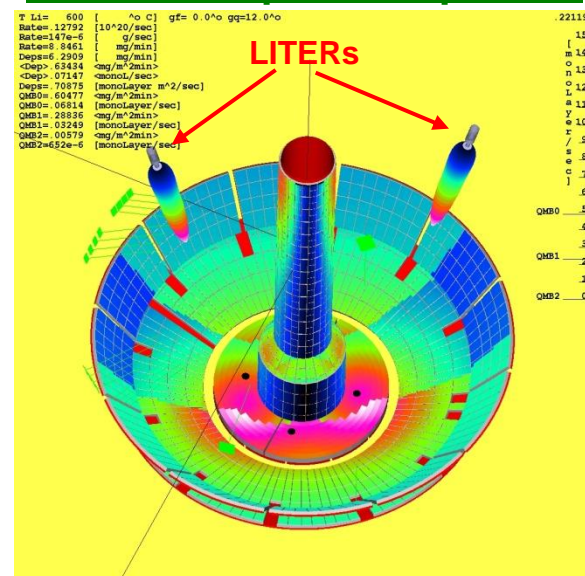 T Li= 600 [ ^o C] gf= 0.0^o gq=12.0^o
Rate=.12792 [10^20/sec]
Rate=147e-6 [ g/sec]
Rate=8.8461 [ mg/min]
Deps=6.2909 [ mg/min]
<Dep>.63434 <mg/m^2min>
<Dep>.07147 <monoL/sec>
Deps=.70875 [monoLayer m^2/sec]
QMB0=.60477 <mg/m^2min>
QMB0=.06814 [monoLayer/sec]
QMB1=.28836 <mg/m^2min>
QMB1=.03249 [monoLayer/sec]
QMB2=.00579 <mg/m^2min>
QMB2=652e-6 [monoLayer/sec]
LITERs
.22119
[monoLayer/sec]
QMB0
QMB1
QMB2